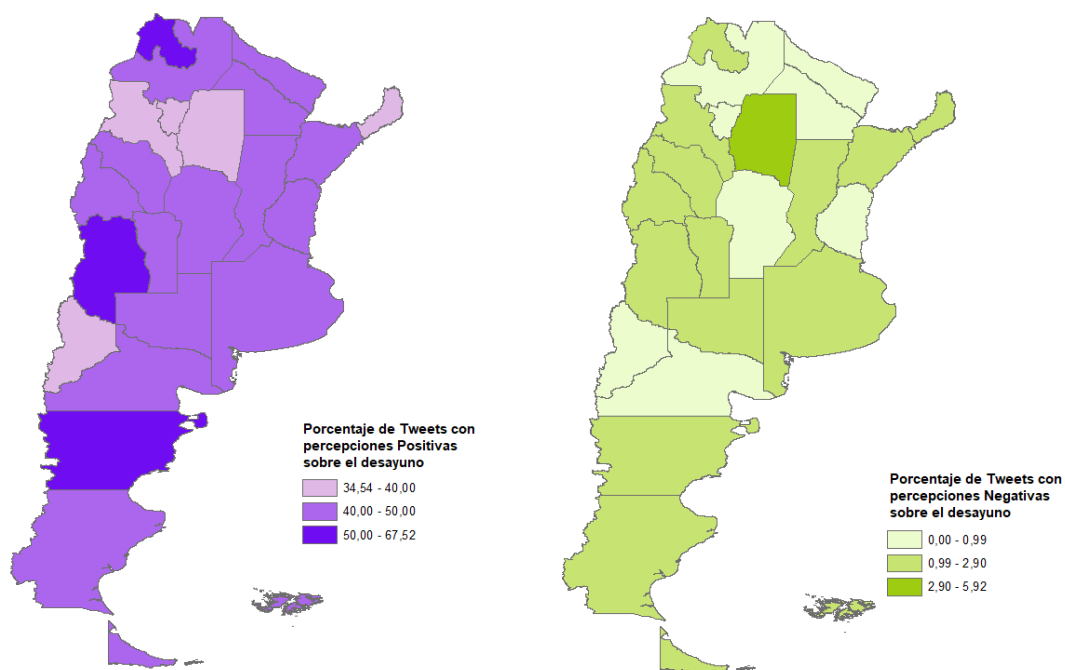 Porcentaje de Tweets con
percepciones Positivas
sobre el desayuno
34,54 - 40,00
40,00 - 50,00
50,00 - 67,52
Porcentaje de Tweets con
percepciones Negativas
sobre el desayuno
0,00 - 0,99
0,99 - 2,90
2,90 - 5,92